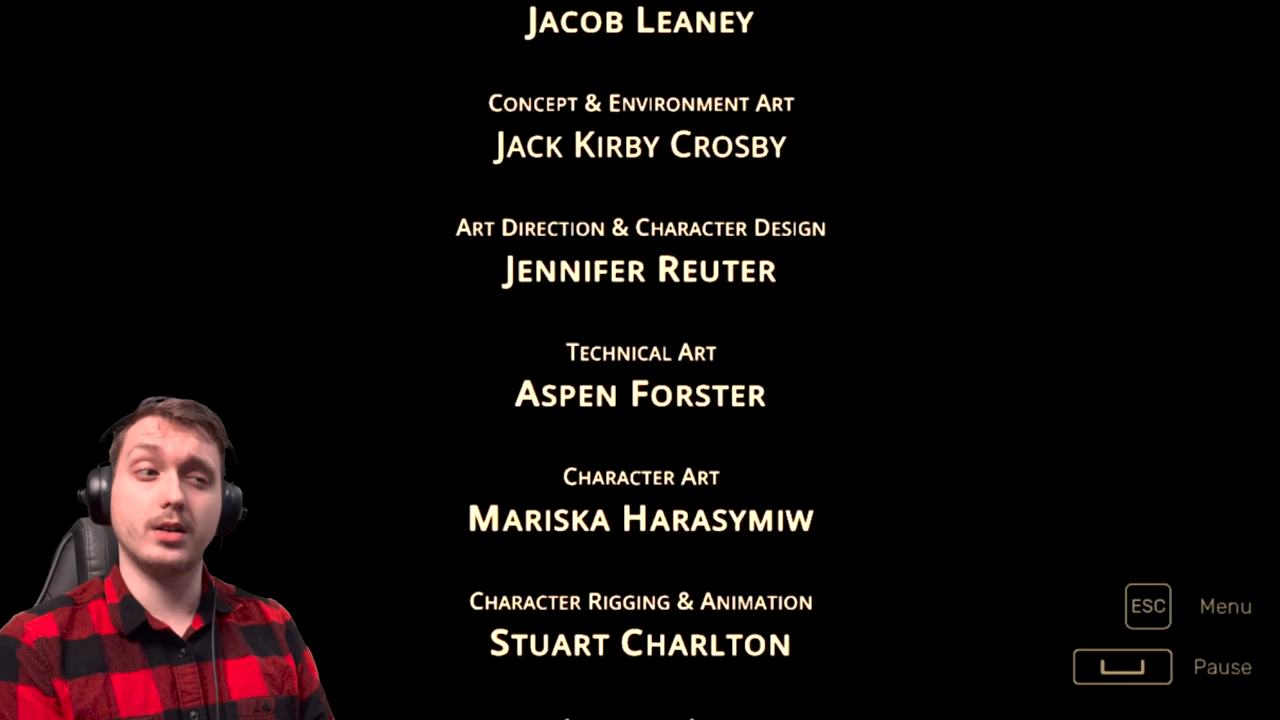 Jacob Leaney
Concept & Environment Art
Jack Kirby Crosby
Art Direction & Character Design
Jennifer Reuter
Technical Art
Aspen Forster
Character Art
Mariska Harasymiw
Character Rigging & Animation
Stuart Charlton
ESC Menu
Pause